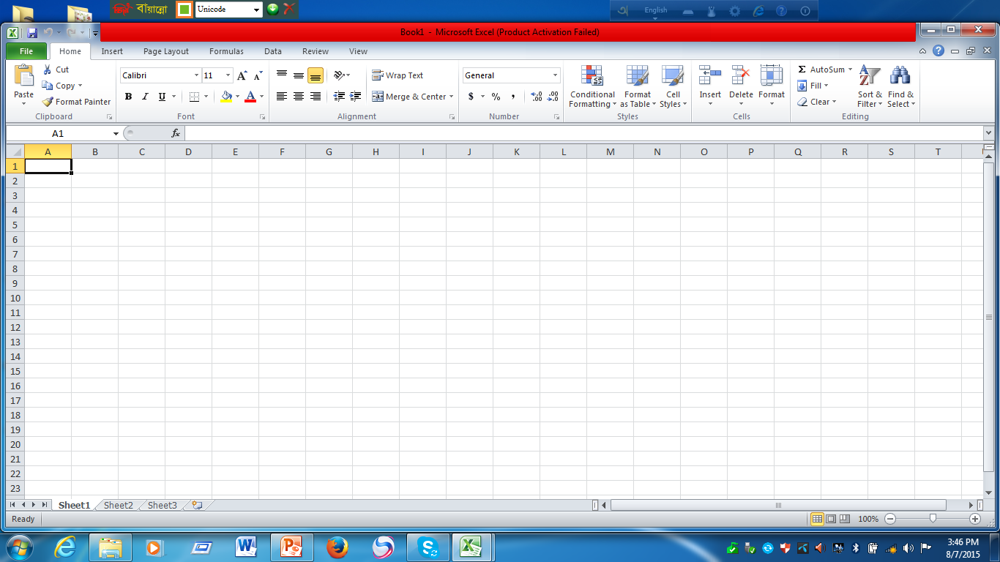 বায়ান্নো Unicode English
Book1 - Microsoft Excel (Product Activation Failed)
File Home Insert Page Layout Formulas Data Review View
Paste Cut Copy Format Painter
Calibri 11
B I U
Wrap Text
Merge & Center
General
$ % ,
Conditional Formatting Format as Table Cell Styles
Insert Delete Format
Σ AutoSum Fill Clear
Sort & Filter Find & Select
Clipboard Font Alignment Number Styles Cells Editing
A1 fx
A B C D E F G H I J K L M N O P Q R S T
1
2
3
4
5
6
7
8
9
10
11
12
13
14
15
16
17
18
19
20
21
22
23
Sheet1 Sheet2 Sheet3
Ready 100%
3:46 PM
8/7/2015